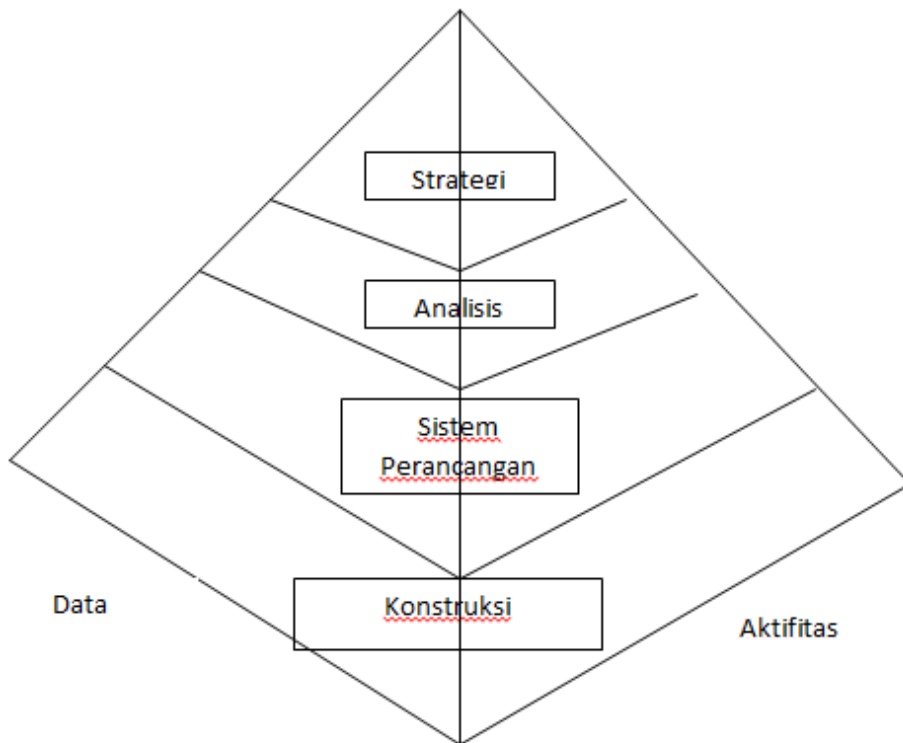 Strategi
Analisis
Sistem
Perancangan
Konstruksi
Data
Aktifitas